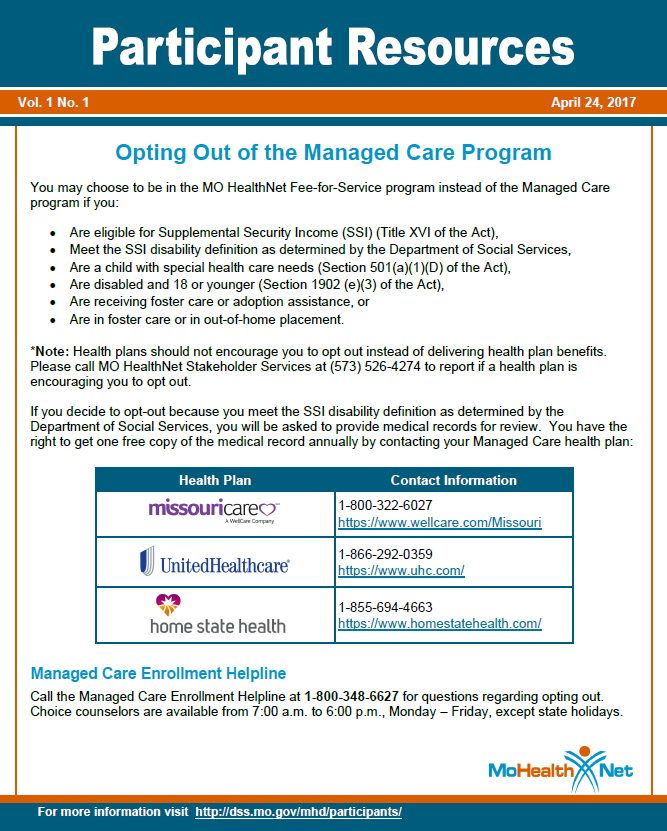 Participant Resources
Vol. 1 No. 1 April 24, 2017
Opting Out of the Managed Care Program
You may choose to be in the MO HealthNet Fee-for-Service program instead of the Managed Care
program if you:
• Are eligible for Supplemental Security Income (SSI) (Title XVI of the Act),
• Meet the SSI disability definition as determined by the Department of Social Services,
• Are a child with special health care needs (Section 501(a)(1)(D) of the Act),
• Are disabled and 18 or younger (Section 1902 (e)(3) of the Act),
• Are receiving foster care or adoption assistance, or
• Are in foster care or in out-of-home placement.
*Note: Health plans should not encourage you to opt out instead of delivering health plan benefits.
Please call MO HealthNet Stakeholder Services at (573) 526-4274 to report if a health plan is
encouraging you to opt out.
If you decide to opt-out because you meet the SSI disability definition as determined by the
Department of Social Services, you will be asked to provide medical records for review. You have the
right to get one free copy of the medical record annually by contacting your Managed Care health plan:
Health Plan Contact Information
missouricare
A WellCare Company
1-800-322-6027
https://www.wellcare.com/Missouri
UnitedHealthcare®
1-866-292-0359
https://www.uhc.com/
home state health
1-855-694-4663
https://www.homestatehealth.com/
Managed Care Enrollment Helpline
Call the Managed Care Enrollment Helpline at 1-800-348-6627 for questions regarding opting out.
Choice counselors are available from 7:00 a.m. to 6:00 p.m., Monday – Friday, except state holidays.
MoHealth Net
For more information visit http://dss.mo.gov/mhd/participants/